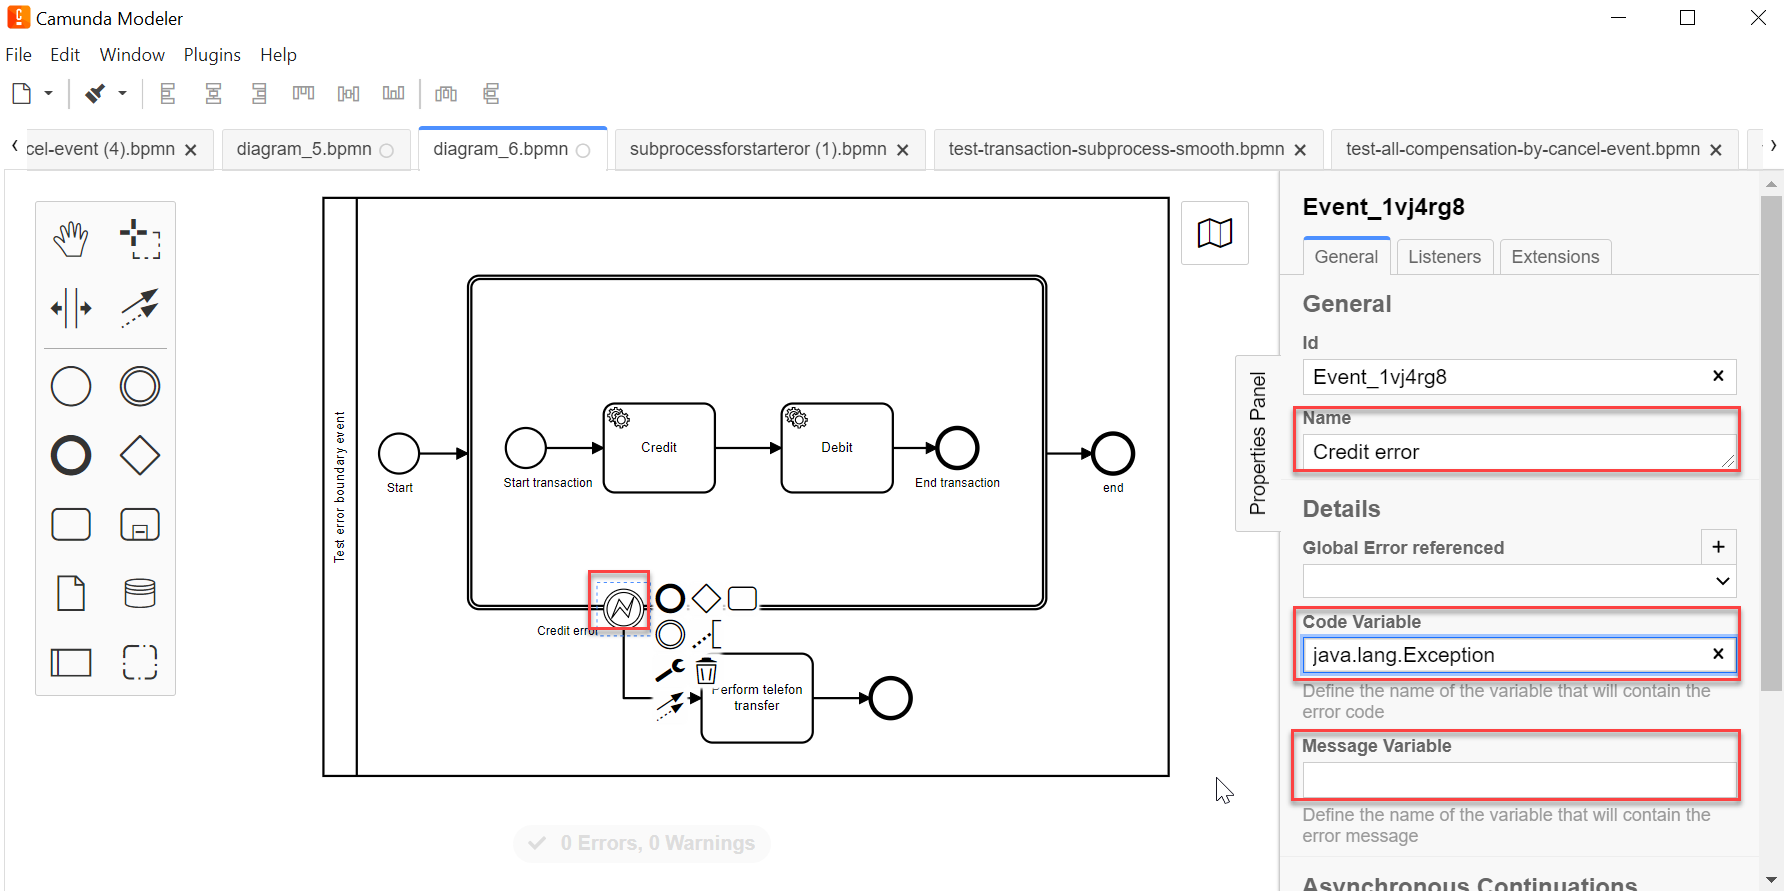 Camunda Modeler
File Edit Window Plugins Help
cel-event (4).bpmn
diagram_5.bpmn
diagram_6.bpmn
subprocessforstarteror (1).bpmn
test-transaction-subprocess-smooth.bpmn
test-all-compensation-by-cancel-event.bpmn
Test error boundary event
Start
Start transaction
Credit
Debit
End transaction
end
Credit error
Perform telefon
transfer
0 Errors, 0 Warnings
Properties Panel
Event_1vj4rg8
General Listeners Extensions
General
Id
Event_1vj4rg8
Name
Credit error
Details
Global Error referenced
Code Variable
java.lang.Exception
Define the name of the variable that will contain the
error code
Message Variable
Define the name of the variable that will contain the
error message
Asynchronous Continuations